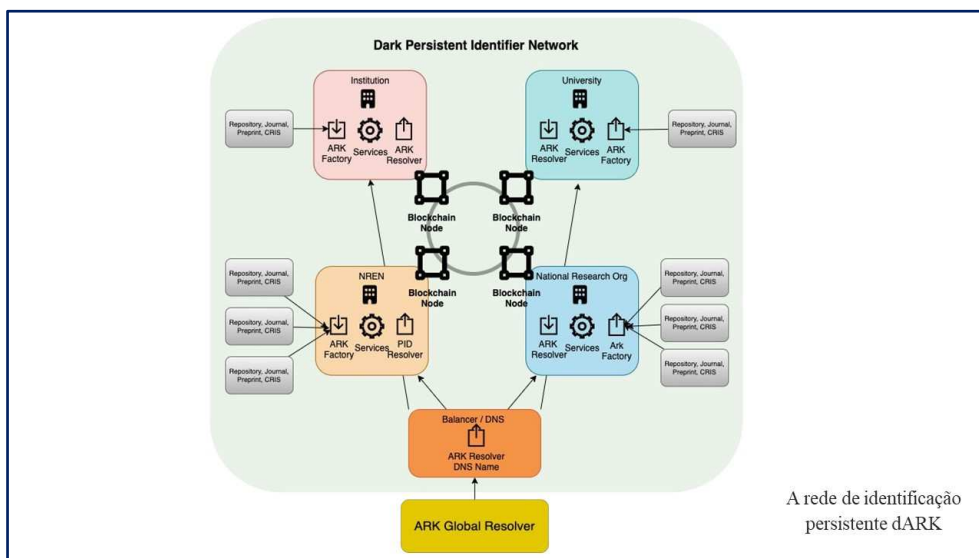 Dark Persistent Identifier Network
Institution
University
Repository, Journal,
Preprint, CRIS
ARK
Factory
Services
ARK
Resolver
ARK
Resolver
Services
ARK
Factory
Repository, Journal,
Preprint, CRIS
Blockchain
Node
Blockchain
Node
Blockchain
Node
Blockchain
Node
NREN
National Research Org
Repository, Journal,
Preprint, CRIS
Repository, Journal,
Preprint, CRIS
Repository, Journal,
Preprint, CRIS
ARK
Factory
Services
PID
Resolver
ARK
Resolver
Services
Ark
Factory
Repository, Journal,
Preprint, CRIS
Repository, Journal,
Preprint, CRIS
Repository, Journal,
Preprint, CRIS
Balancer / DNS
ARK Resolver
DNS Name
ARK Global Resolver
A rede de identificação
persistente dARK